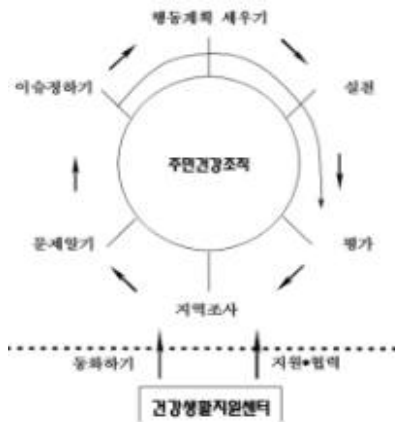 행동계획 세우기
이슈정하기
실천
주민건강조직
문제알기
평가
지역조사
동화하기
지원●협력
건강생활지원센터